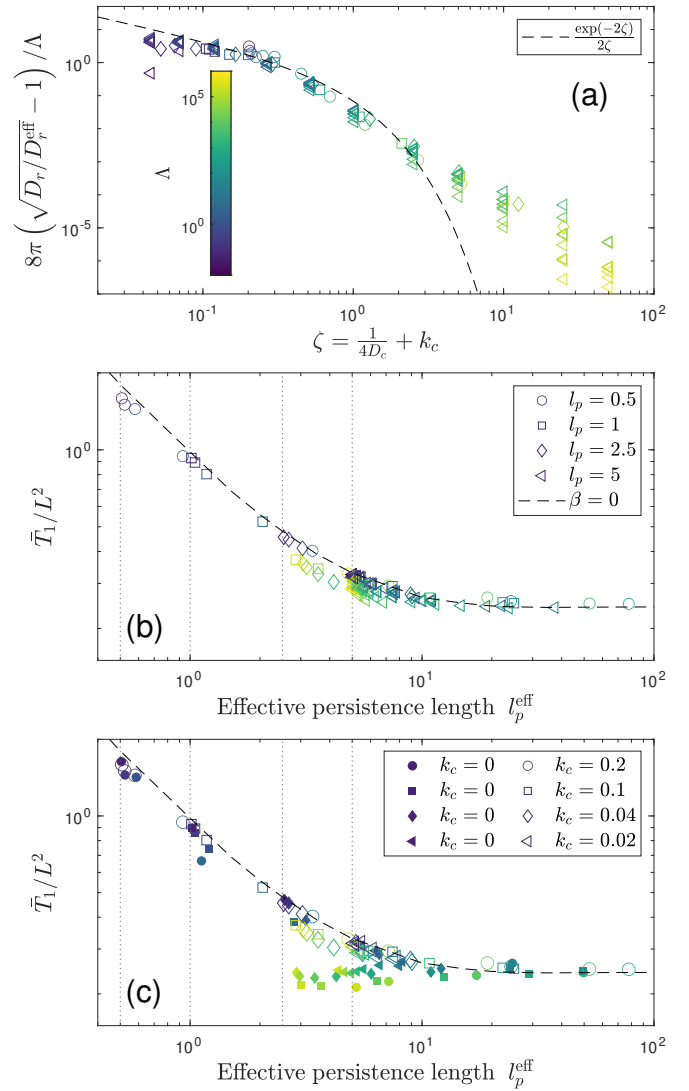 10^0
10^-5
8π(√(D_r/D_r^eff) − 1)/Λ
10^5
10^0
Λ
exp(−2ζ)/2ζ
(a)
10^-1 10^0 10^1 10^2
ζ = 1/(4D_c) + k_c
10^0
T̄_1/L^2
l_p = 0.5
l_p = 1
l_p = 2.5
l_p = 5
β = 0
(b)
10^0 10^1 10^2
Effective persistence length l_p^eff
10^0
T̄_1/L^2
k_c = 0 k_c = 0.2
k_c = 0 k_c = 0.1
k_c = 0 k_c = 0.04
k_c = 0 k_c = 0.02
(c)
10^0 10^1 10^2
Effective persistence length l_p^eff